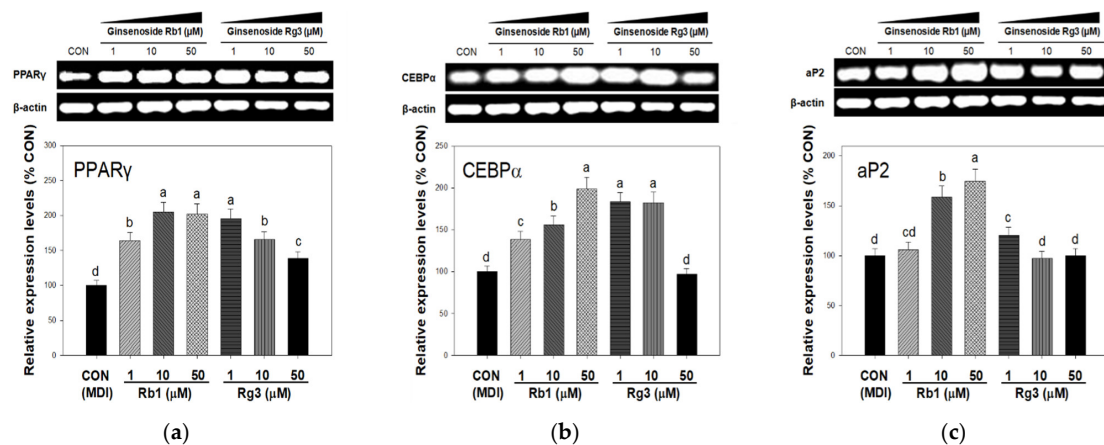 Ginsenoside Rb1 (µM) Ginsenoside Rg3 (µM)
CON 1 10 50 1 10 50
PPARγ
β-actin
Relative expression levels (% CON)
300
250
200
150
100
50
0
PPARγ
d b a a a b c
CON (MDI) 1 10 50 1 10 50
Rb1 (µM) Rg3 (µM)
(a)
Ginsenoside Rb1 (µM) Ginsenoside Rg3 (µM)
CON 1 10 50 1 10 50
CEBPα
β-actin
Relative expression levels (% CON)
250
200
150
100
50
0
CEBPα
d c b a a a d
CON (MDI) 1 10 50 1 10 50
Rb1 (µM) Rg3 (µM)
(b)
Ginsenoside Rb1 (µM) Ginsenoside Rg3 (µM)
CON 1 10 50 1 10 50
aP2
β-actin
Relative expression levels (% CON)
200
150
100
50
0
aP2
d cd b a c d d
CON (MDI) 1 10 50 1 10 50
Rb1 (µM) Rg3 (µM)
(c)